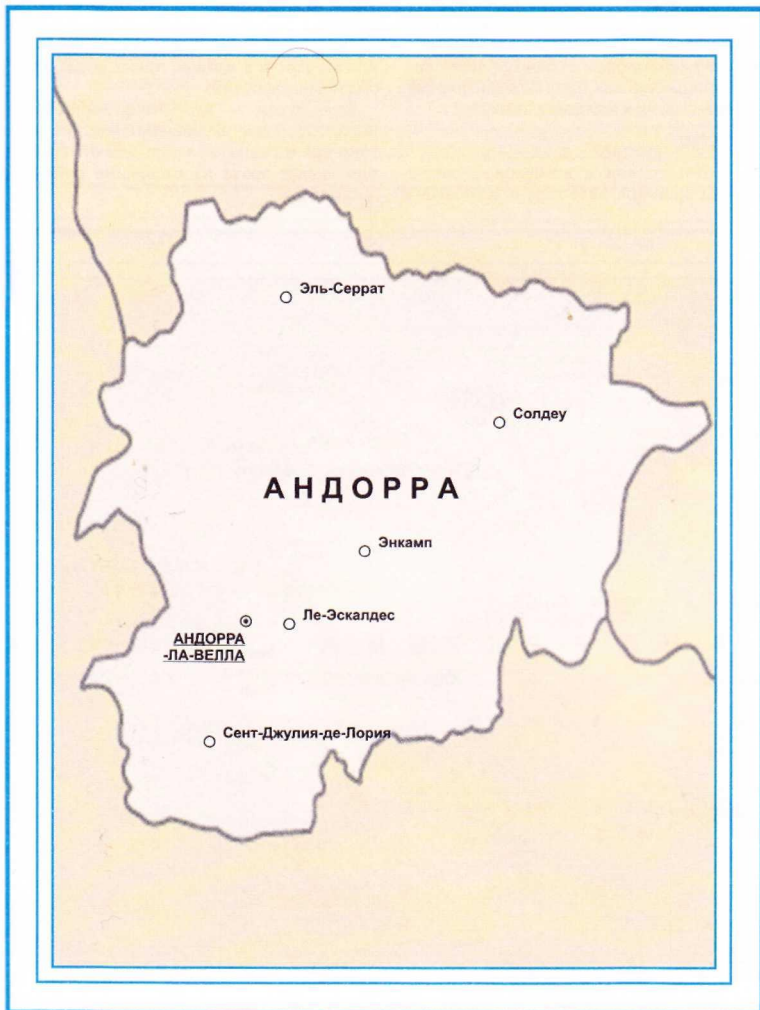 Эль-Серрат
Солдеу
АНДОРРА
Энкамп
Ле-Эскалдес
АНДОРРА
-ЛА-ВЕЛЛА
Сент-Джулия-де-Лория